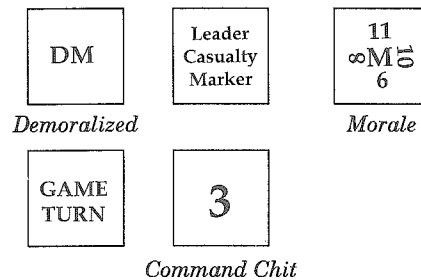 DM
Leader
Casualty
Marker
11
8 M 10
6
Demoralized
Morale
GAME
TURN
3
Command Chit